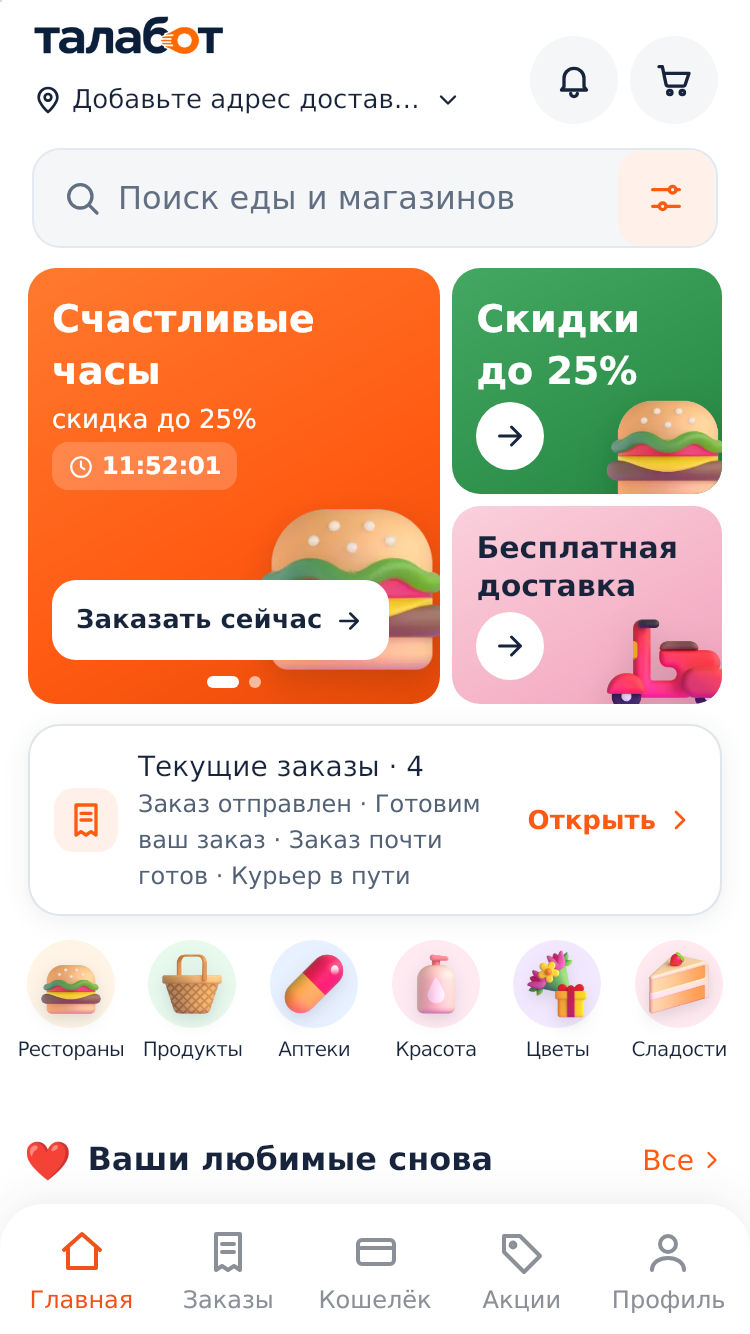 талабот
Добавьте адрес достав...
Поиск еды и магазинов
Счастливые
часы
скидка до 25%
11:52:01
Заказать сейчас
Скидки
до 25%
Бесплатная
доставка
Текущие заказы · 4
Заказ отправлен · Готовим
ваш заказ · Заказ почти
готов · Курьер в пути
Открыть
Рестораны
Продукты
Аптеки
Красота
Цветы
Сладости
Ваши любимые снова
Все
Главная
Заказы
Кошелёк
Акции
Профиль